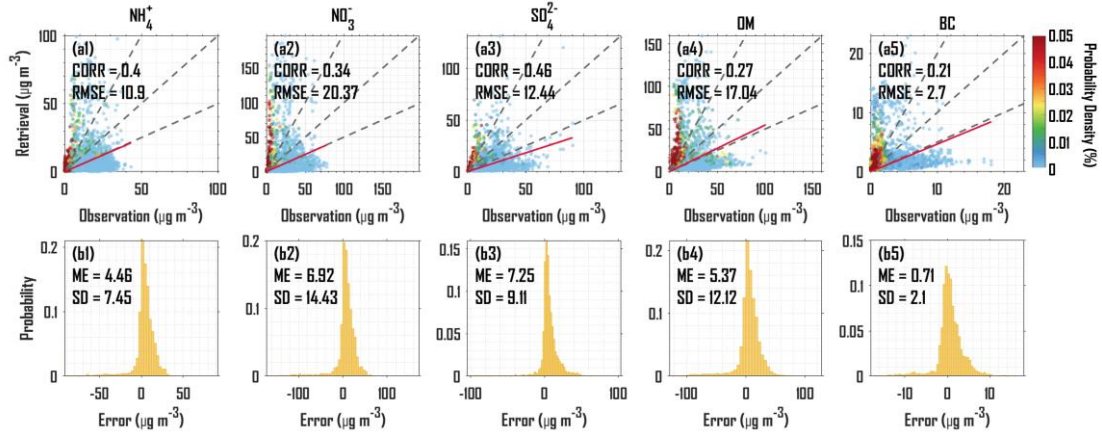 NH₄⁺ NO₃⁻ SO₄²⁻ OM BC
(a1) (a2) (a3) (a4) (a5)
CORR = 0.4 CORR = 0.34 CORR = 0.46 CORR = 0.27 CORR = 0.21
RMSE = 10.9 RMSE = 20.37 RMSE = 12.44 RMSE = 17.04 RMSE = 2.7
Retrieval (μg m⁻³)
100
50
0
0 50 100
150
100
50
0
0 50 100 150
100
50
0
0 50 100
150
100
50
0
0 50 100 150
20
10
0
0 10 20
0.05
0.04
0.03
0.02
0.01
0
Probability Density (%)
Observation (μg m⁻³) Observation (μg m⁻³) Observation (μg m⁻³) Observation (μg m⁻³) Observation (μg m⁻³)
(b1) (b2) (b3) (b4) (b5)
ME = 4.46 ME = 6.92 ME = 7.25 ME = 5.37 ME = 0.71
SD = 7.45 SD = 14.43 SD = 9.11 SD = 12.12 SD = 2.1
Probability
0.2
0.1
0
-50 0 50
0.2
0.1
0
-100 0 100
0.15
0.1
0.05
0
-100 0 100
0.2
0.1
0
-100 0 100
0.15
0.1
0.05
0
-10 0 10
Error (μg m⁻³) Error (μg m⁻³) Error (μg m⁻³) Error (μg m⁻³) Error (μg m⁻³)